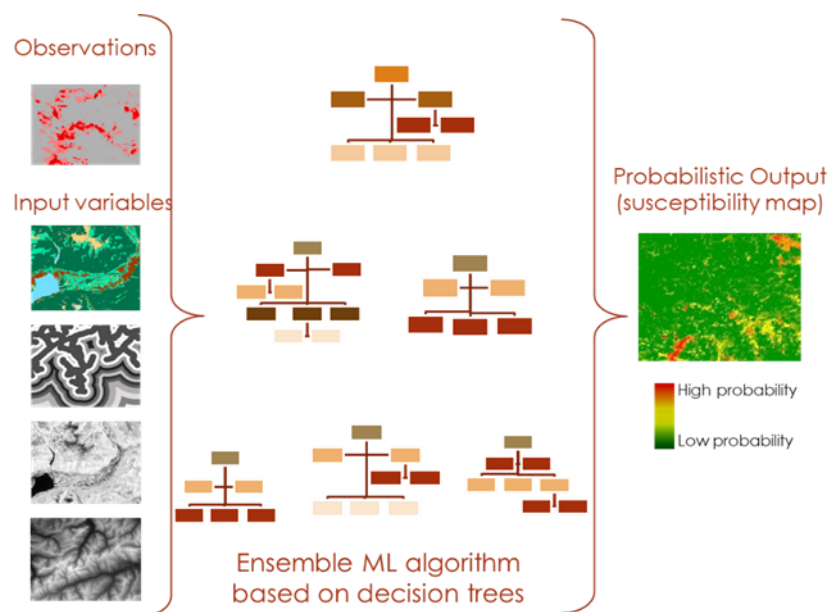 Observations
Input variables
Probabilistic Output
(susceptibility map)
High probability
Low probability
Ensemble ML algorithm
based on decision trees